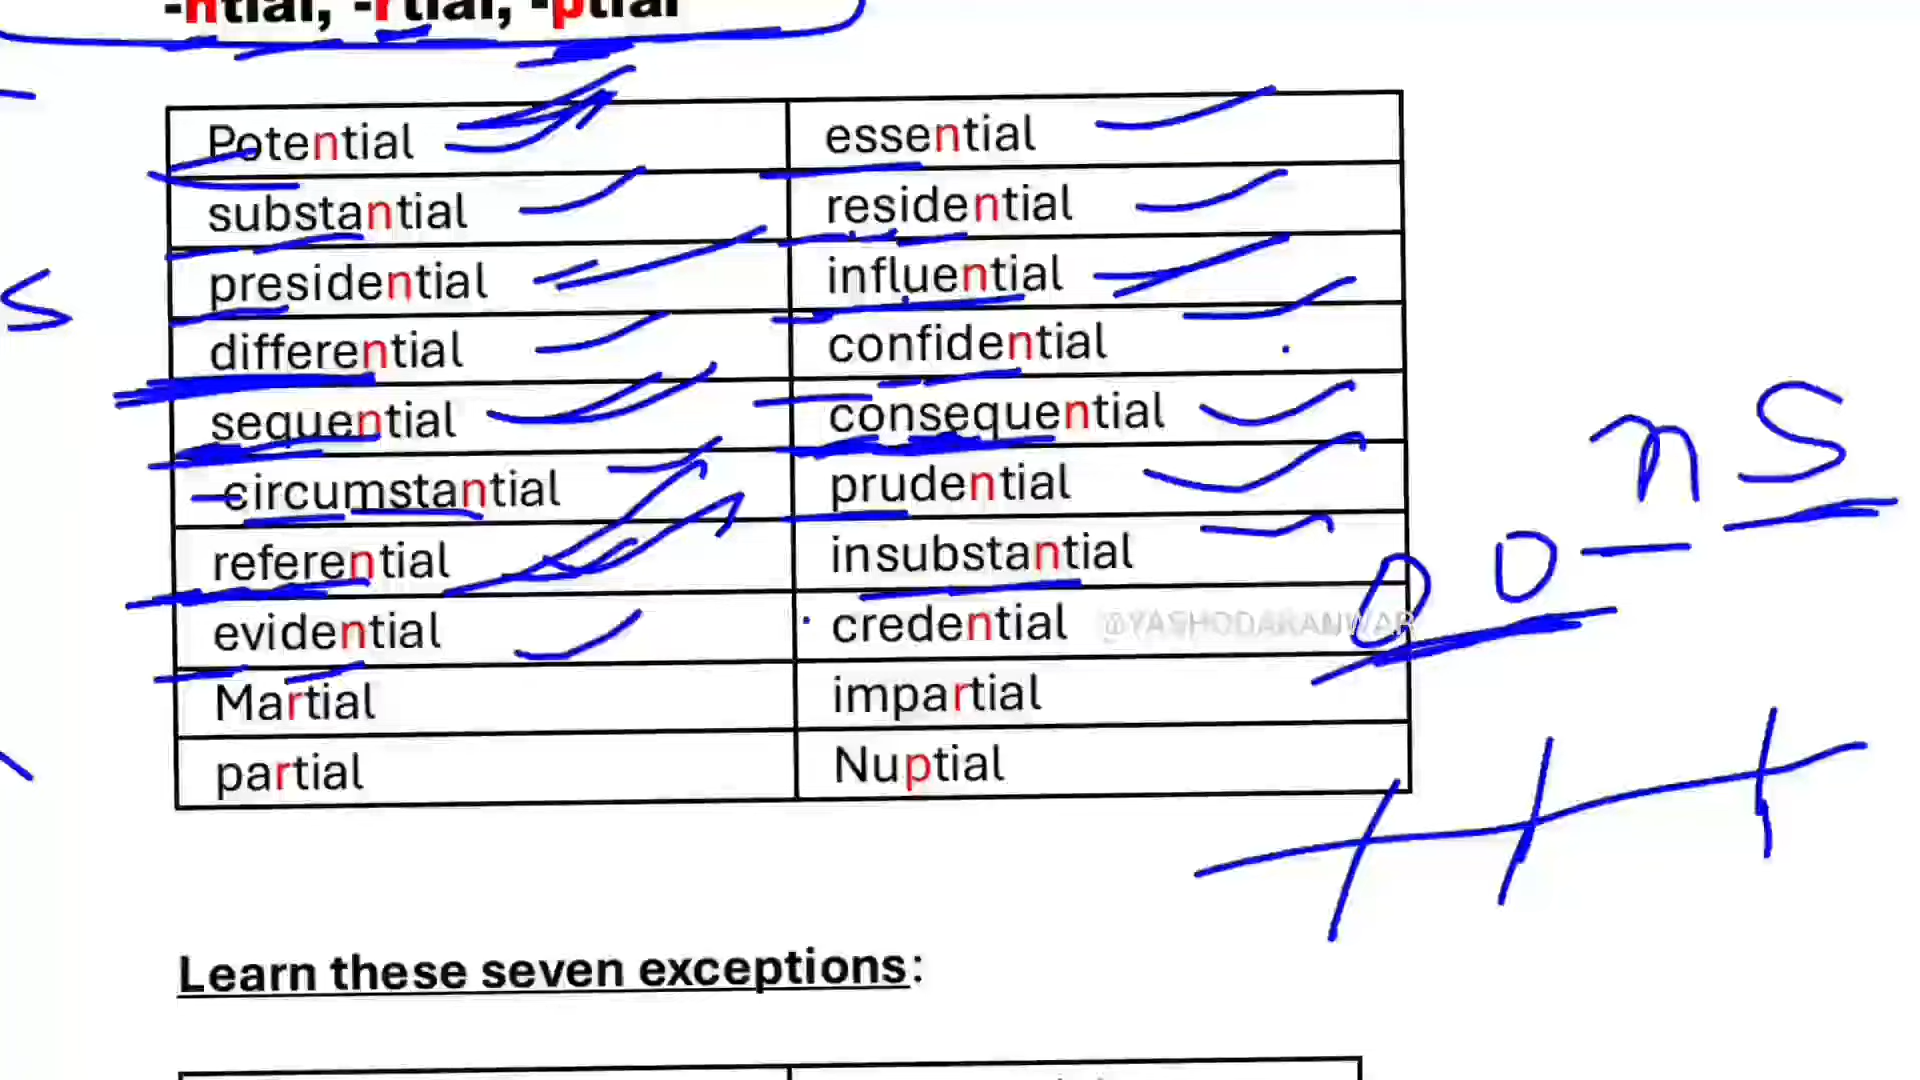 -ntial, -rtial, -ptial
Potential essential
substantial residential
presidential influential
differential confidential
sequential consequential
circumstantial prudential
referential insubstantial
evidential credential
@YASHODARANWAR
Martial impartial
partial Nuptial
n S
S
Learn these seven exceptions: